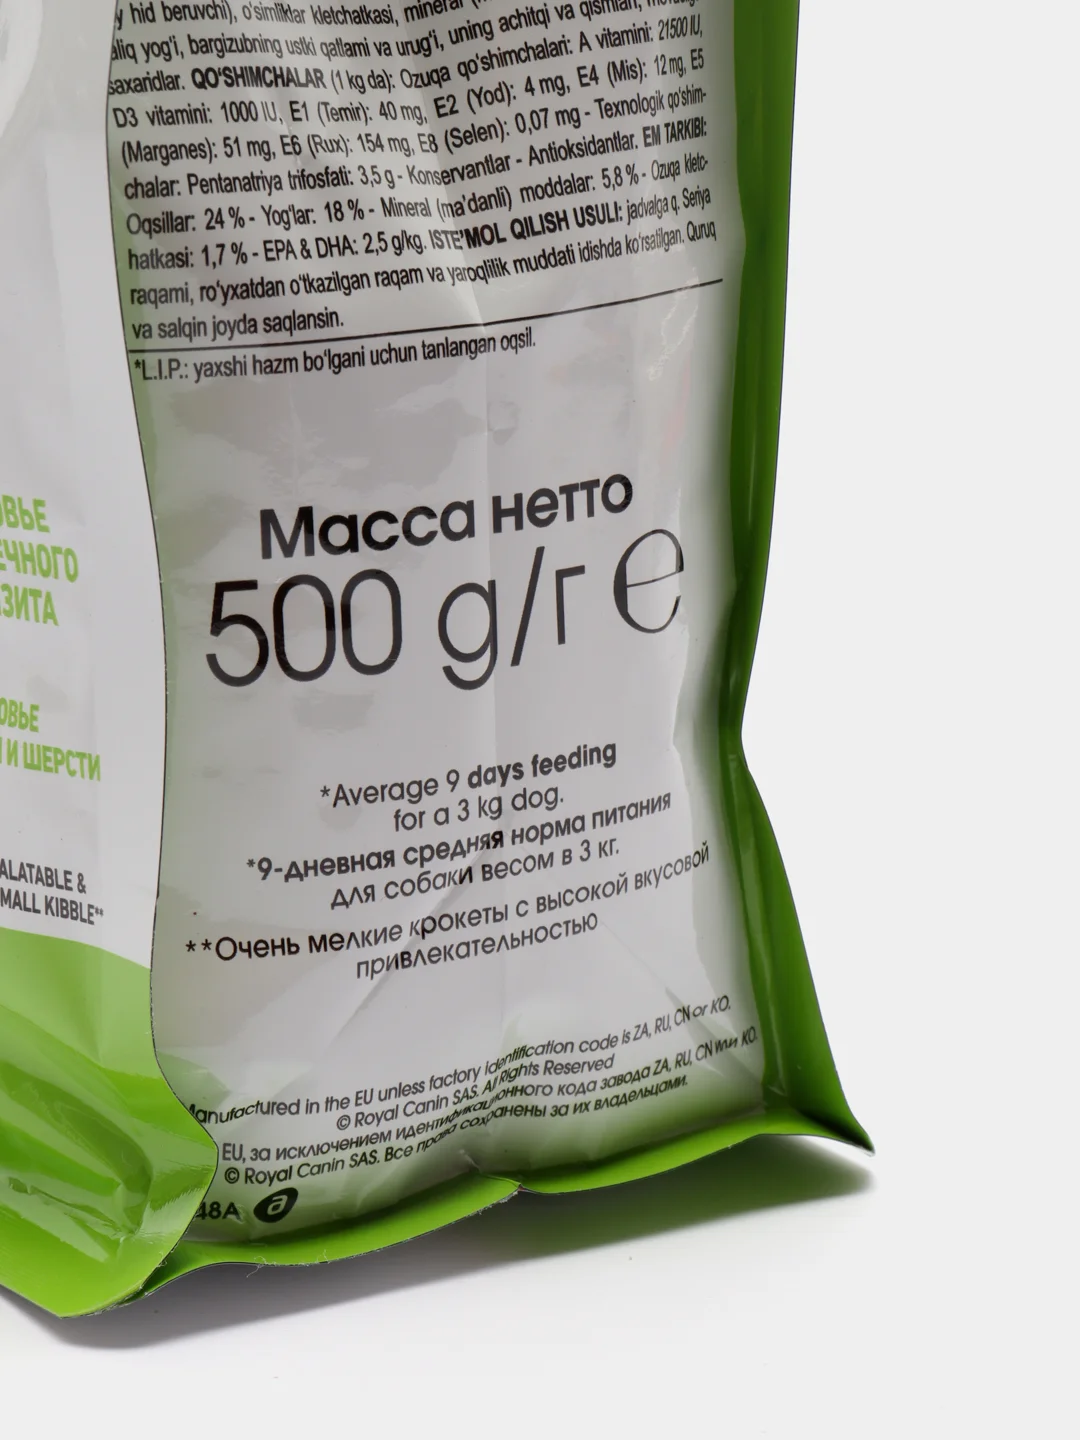 y hid beruvchi), o'simliklar kletchatkasi, mineral
aliq yog'i, bargizubning ustki qatlami va urug'i, uning achitqi va qismlari,
saxaridlar. QO'SHIMCHALAR (1 kg da): Ozuqa qo'shimchalari: A vitamini: 21500 IU,
D3 vitamini: 1000 IU, E1 (Temir): 40 mg, E2 (Yod): 4 mg, E4 (Mis): 12 mg, E5
(Marganes): 51 mg, E6 (Rux): 154 mg, E8 (Selen): 0,07 mg - Texnologik qo'shim-
chalar: Pentanatriya trifosfati: 3,5 g - Konservantlar - Antioksidantlar. EM TARKIBI:
Oqsillar: 24 % - Yog'lar: 18 % - Mineral (ma'danli) moddalar: 5,8 % - Ozuqa kletc-
hatkasi: 1,7 % - EPA & DHA: 2,5 g/kg. ISTE'MOL QILISH USULI: jadvalga q. Seriya
raqami, ro'yxatdan o'tkazilgan raqam va yaroqlilik muddati idishda ko'rsatilgan. Quruq
va salqin joyda saqlansin.
*L.I.P.: yaxshi hazm bo'lgani uchun tanlangan oqsil.
ОВЬЕ
ЕЧНОГО
ЗИТА
ОВЬЕ
И И ШЕРСТИ
ALATABLE &
MALL KIBBLE**
Масса нетто
500 g/г e
*Average 9 days feeding
for a 3 kg dog.
*9-дневная средняя норма питания
для собаки весом в 3 кг.
**Очень мелкие крокеты с высокой вкусовой
привлекательностью
Manufactured in the EU unless factory identification code is ZA, RU, CN or KO.
© Royal Canin SAS. All Rights Reserved
EU, за исключением идентификационного кода завода ZA, RU, CN или KO.
© Royal Canin SAS. Все права сохранены за их владельцами.
48A a